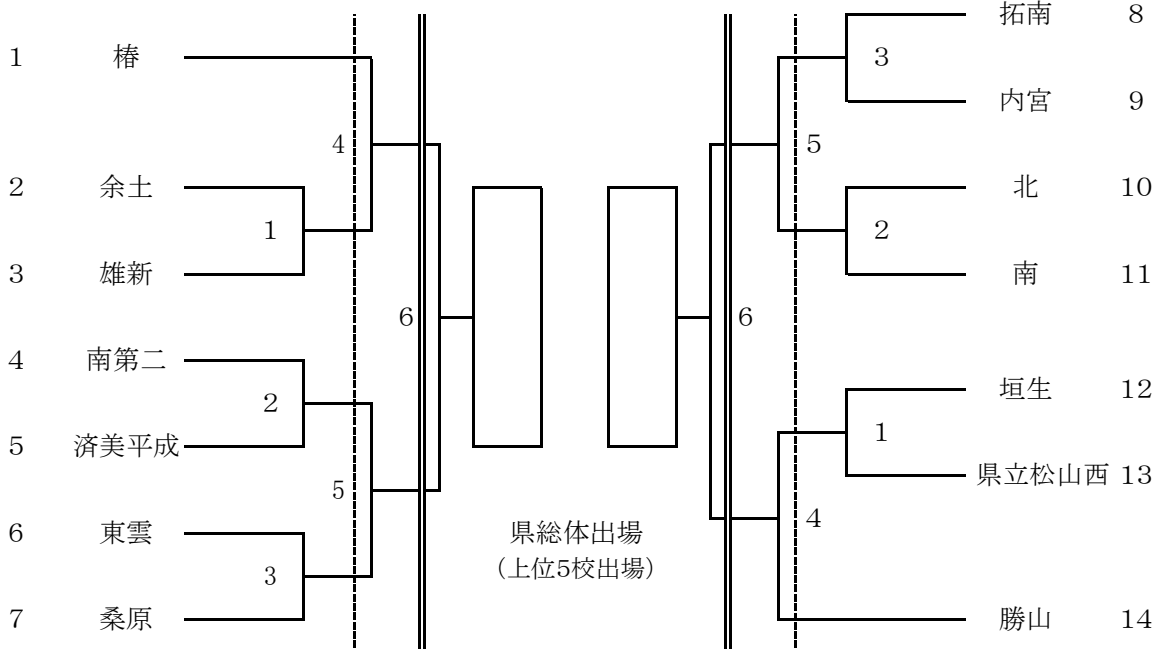 拓南 8
1 椿
3
内宮 9
4
5
2 余土
北 10
1
2
3 雄新
南 11
6
6
4 南第二
垣生 12
2
1
5 済美平成
県立松山西 13
5
4
6 東雲
県総体出場
（上位5校出場）
3
7 桑原
勝山 14